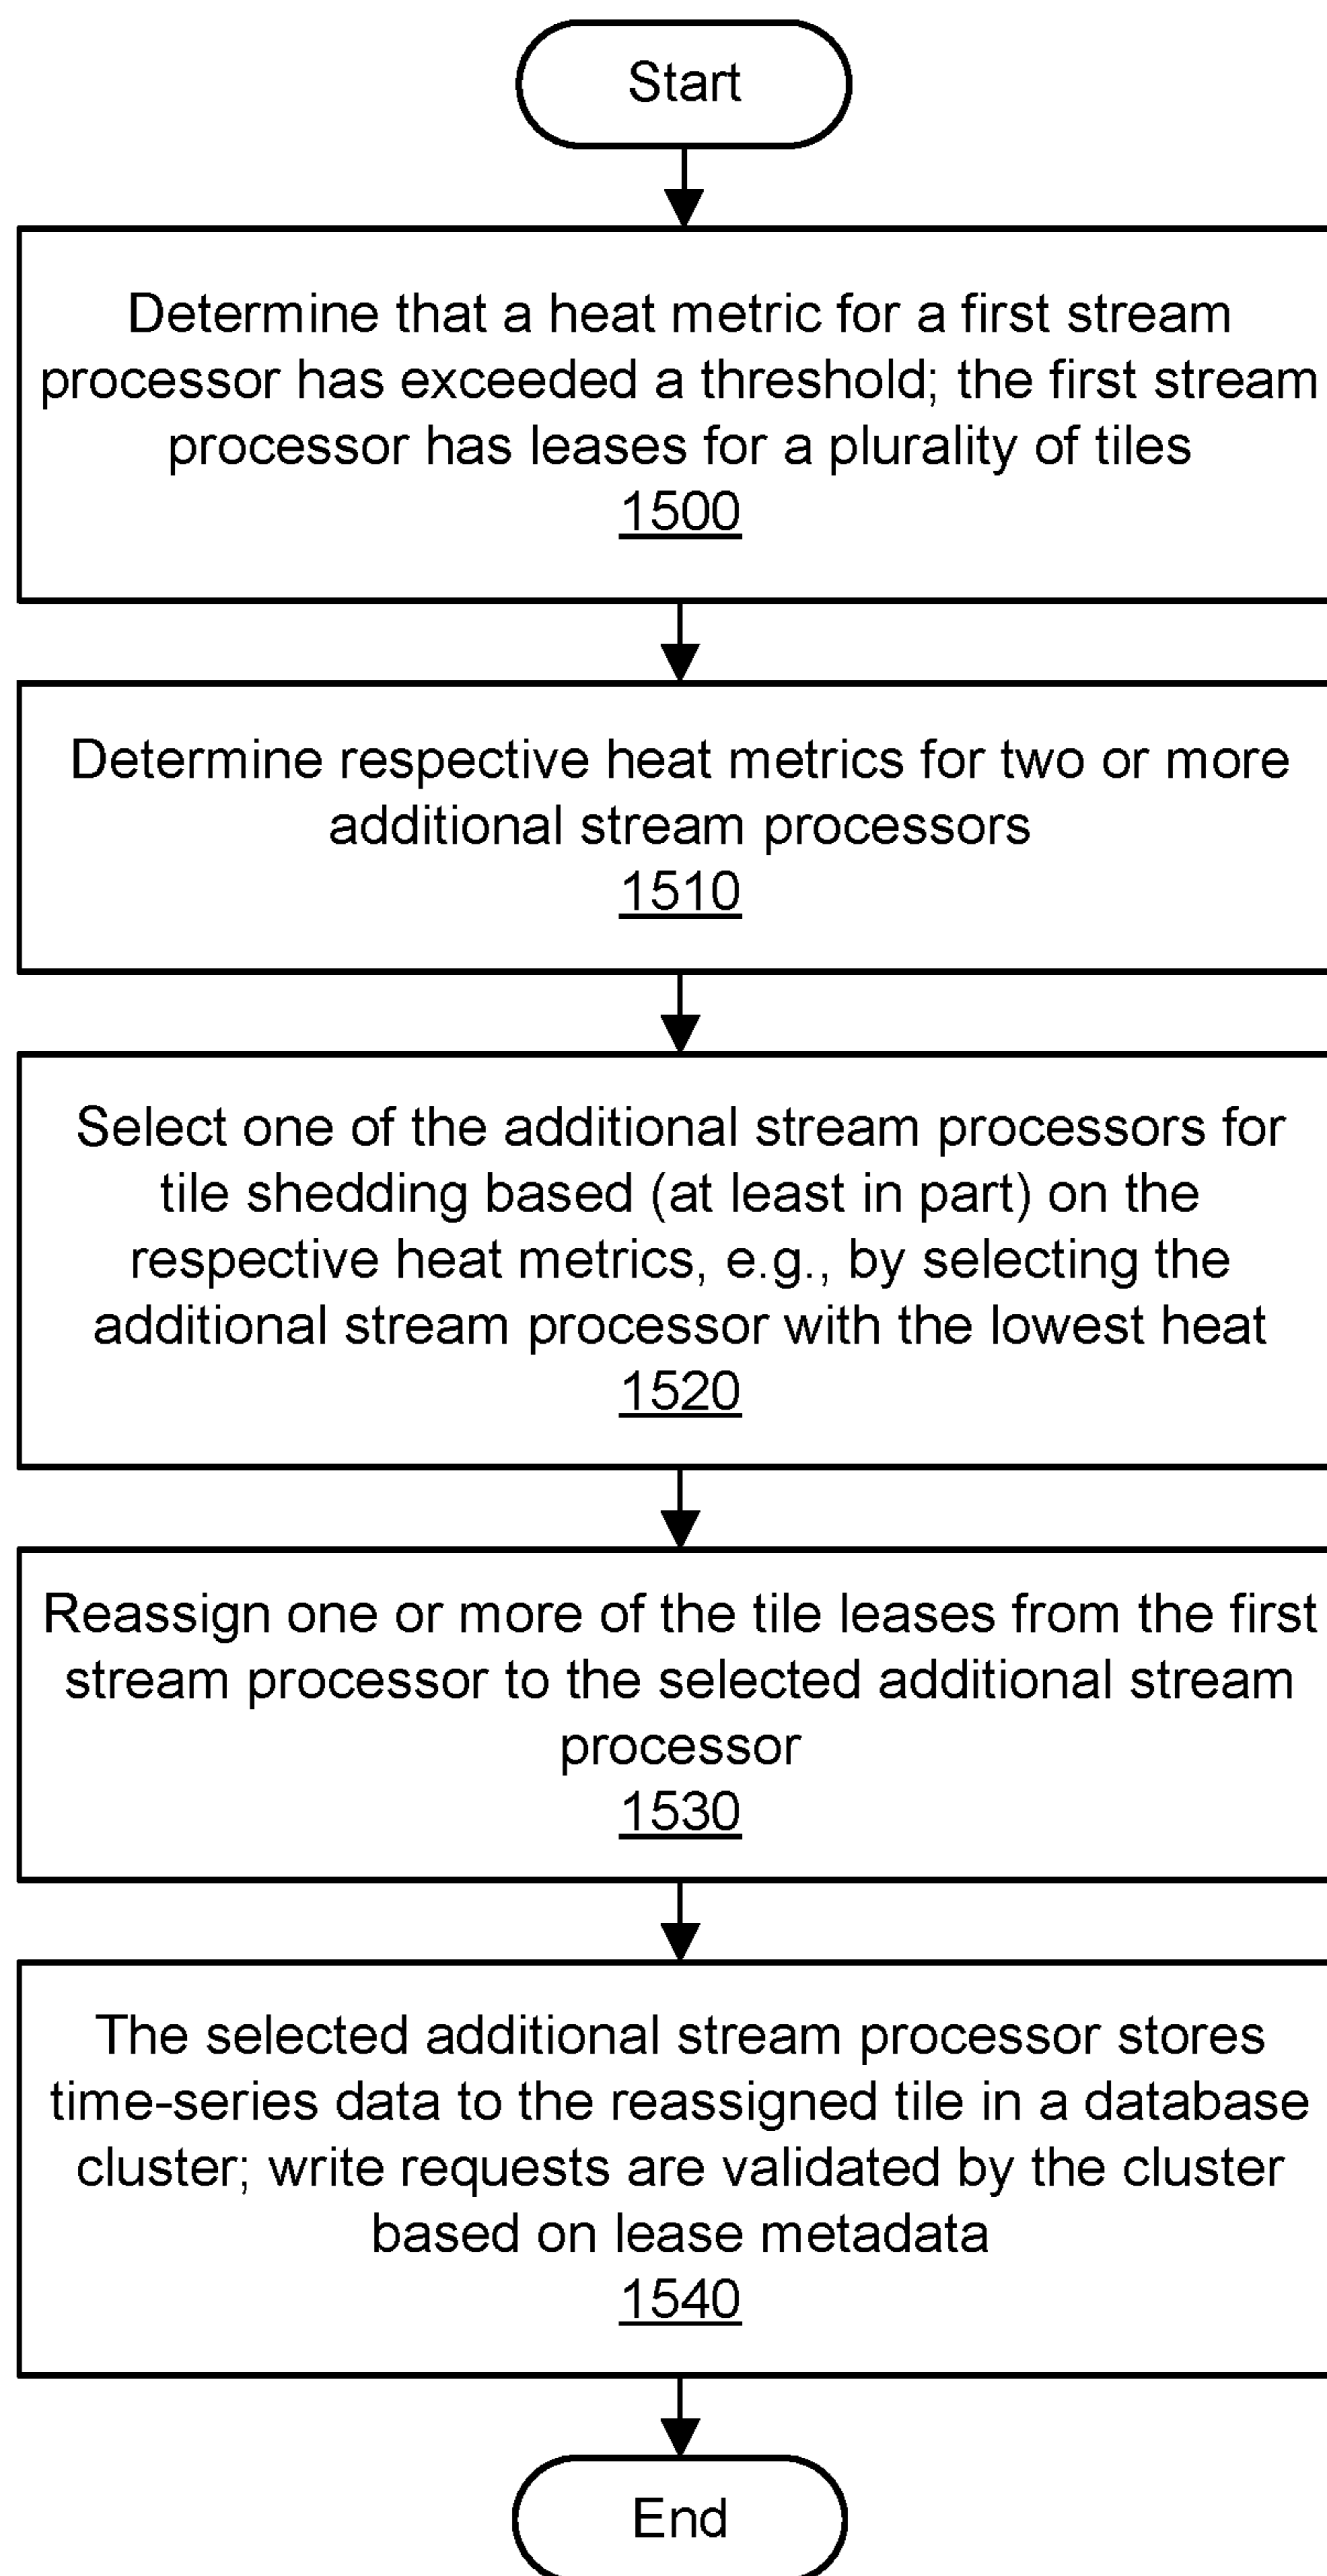 Start
Determine that a heat metric for a first stream
processor has exceeded a threshold; the first stream
processor has leases for a plurality of tiles
1500
Determine respective heat metrics for two or more
additional stream processors
1510
Select one of the additional stream processors for
tile shedding based (at least in part) on the
respective heat metrics, e.g., by selecting the
additional stream processor with the lowest heat
1520
Reassign one or more of the tile leases from the first
stream processor to the selected additional stream
processor
1530
The selected additional stream processor stores
time-series data to the reassigned tile in a database
cluster; write requests are validated by the cluster
based on lease metadata
1540
End